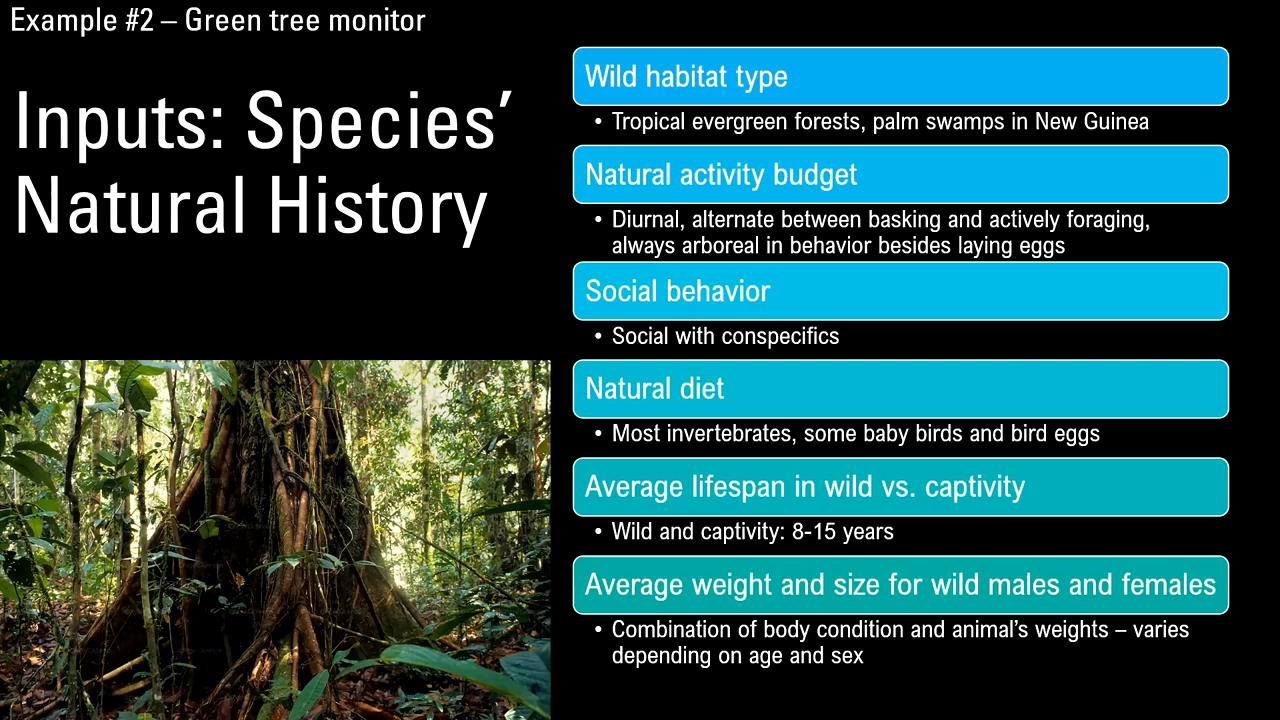 Example #2 – Green tree monitor
Inputs: Species’
Natural History
Wild habitat type
• Tropical evergreen forests, palm swamps in New Guinea
Natural activity budget
• Diurnal, alternate between basking and actively foraging,
always arboreal in behavior besides laying eggs
Social behavior
• Social with conspecifics
Natural diet
• Most invertebrates, some baby birds and bird eggs
Average lifespan in wild vs. captivity
• Wild and captivity: 8-15 years
Average weight and size for wild males and females
• Combination of body condition and animal’s weights – varies
depending on age and sex